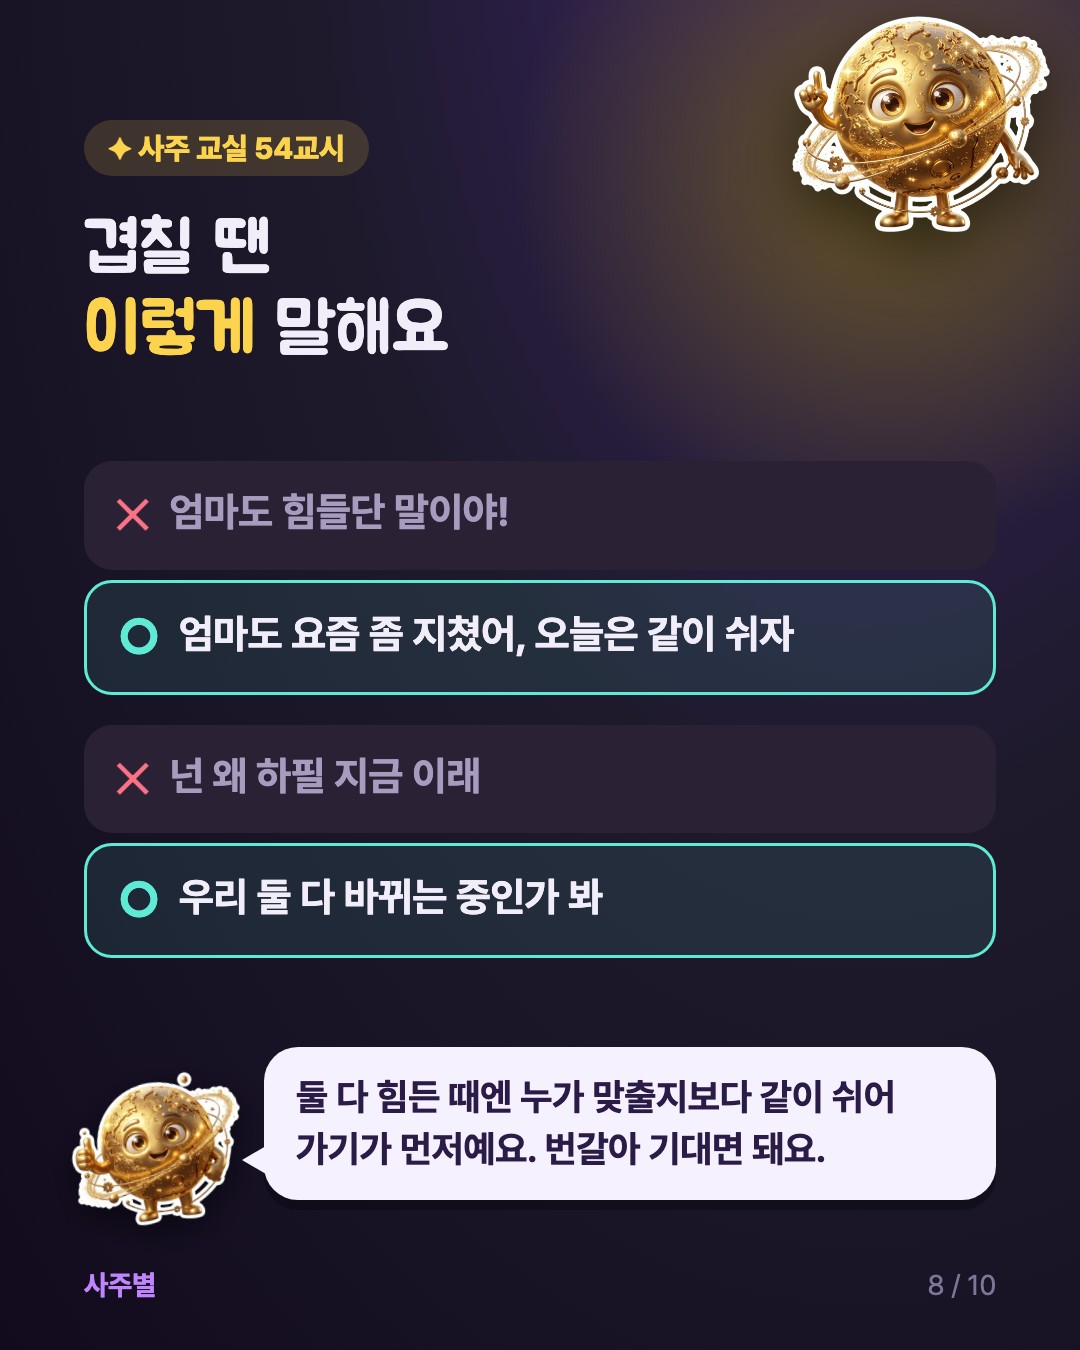 ✦ 사주 교실 54교시
겹칠 땐
이렇게 말해요
엄마도 힘들단 말이야!
엄마도 요즘 좀 지쳤어, 오늘은 같이 쉬자
넌 왜 하필 지금 이래
우리 둘 다 바뀌는 중인가 봐
둘 다 힘든 때엔 누가 맞출지보다 같이 쉬어
가기가 먼저예요. 번갈아 기대면 돼요.
사주별
8 / 10